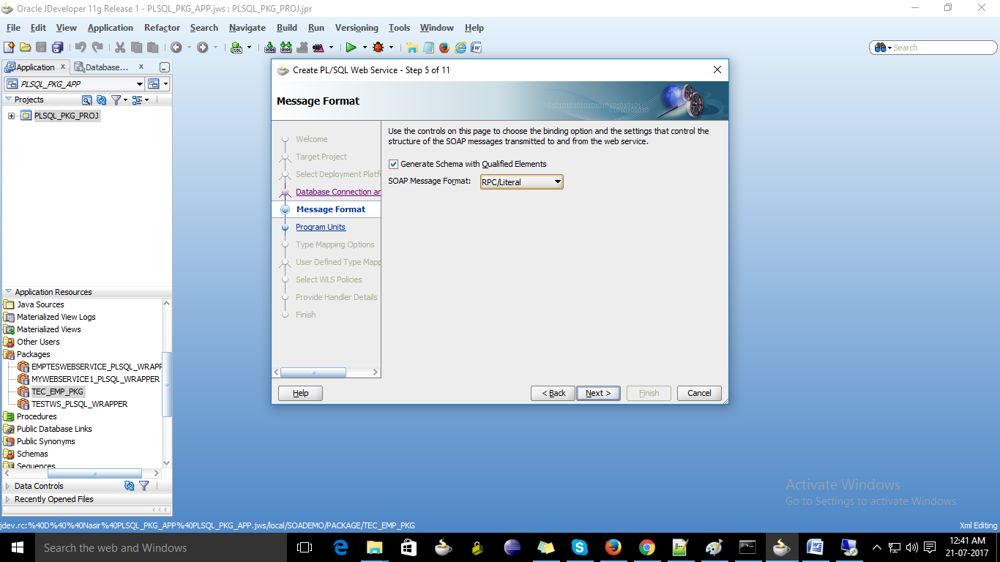 Oracle JDeveloper 11g Release 1 - PLSQL_PKG_APP.jws : PLSQL_PKG_PROJ.jpr
File Edit View Application Refactor Search Navigate Build Run Versioning Tools Window Help
Search
Application x Database... x
PLSQL_PKG_APP
Projects
PLSQL_PKG_PROJ
Application Resources
Java Sources
Materialized View Logs
Materialized Views
Other Users
Packages
EMPTESWEBSERVICE_PLSQL_WRAPP
MYWEBSERVICE1_PLSQL_WRAPPER
TEC_EMP_PKG
TESTWS_PLSQL_WRAPPER
Procedures
Public Database Links
Public Synonyms
Schemas
Sequences
Data Controls
Recently Opened Files
Create PL/SQL Web Service - Step 5 of 11
Message Format
Welcome
Target Project
Select Deployment Platf
Database Connection an
Message Format
Program Units
Type Mapping Options
User Defined Type Mapp
Select WLS Policies
Provide Handler Details
Finish
Use the controls on this page to choose the binding option and the settings that control the
structure of the SOAP messages transmitted to and from the web service.
Generate Schema with Qualified Elements
SOAP Message Format: RPC/Literal
Help < Back Next > Finish Cancel
Activate Windows
Go to Settings to activate Windows.
jdev.rc:%40D%40%40Nasir%40PLSQL_PKG_APP%40PLSQL_PKG_APP.jws/local/SOADEMO/PACKAGE/TEC_EMP_PKG
Xml Editing
Search the web and Windows
12:41 AM
21-07-2017